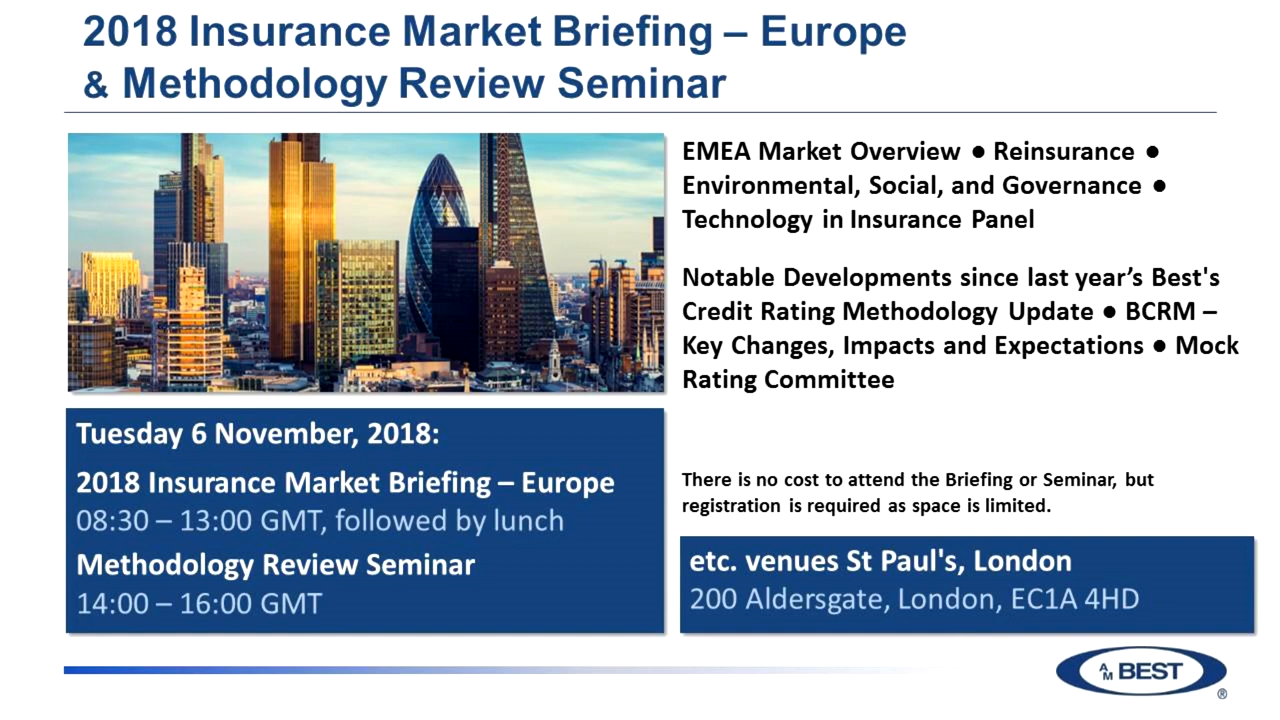 2018 Insurance Market Briefing – Europe
& Methodology Review Seminar
EMEA Market Overview ● Reinsurance ●
Environmental, Social, and Governance ●
Technology in Insurance Panel
Notable Developments since last year’s Best's
Credit Rating Methodology Update ● BCRM –
Key Changes, Impacts and Expectations ● Mock
Rating Committee
Tuesday 6 November, 2018:
2018 Insurance Market Briefing – Europe
08:30 – 13:00 GMT, followed by lunch
Methodology Review Seminar
14:00 – 16:00 GMT
There is no cost to attend the Briefing or Seminar, but
registration is required as space is limited.
etc. venues St Paul's, London
200 Aldersgate, London, EC1A 4HD
AM BEST ®